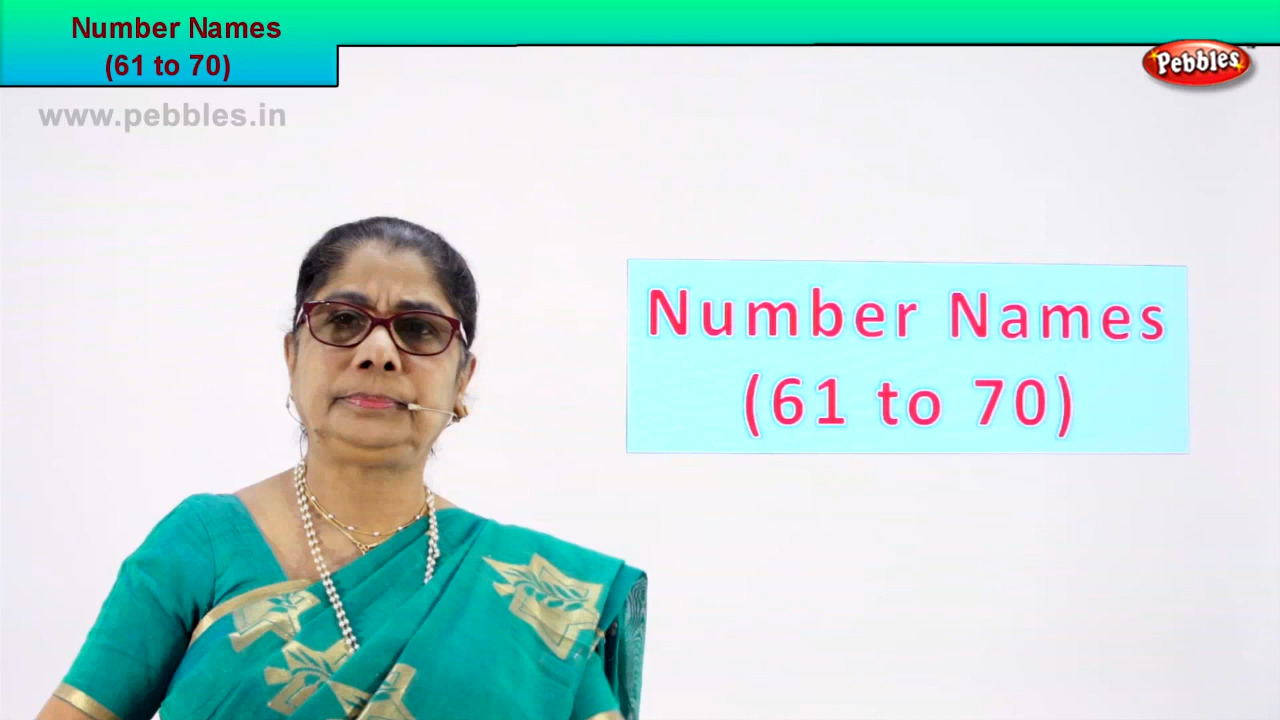 Number Names
(61 to 70)
Pebbles
www.pebbles.in
Number Names
(61 to 70)